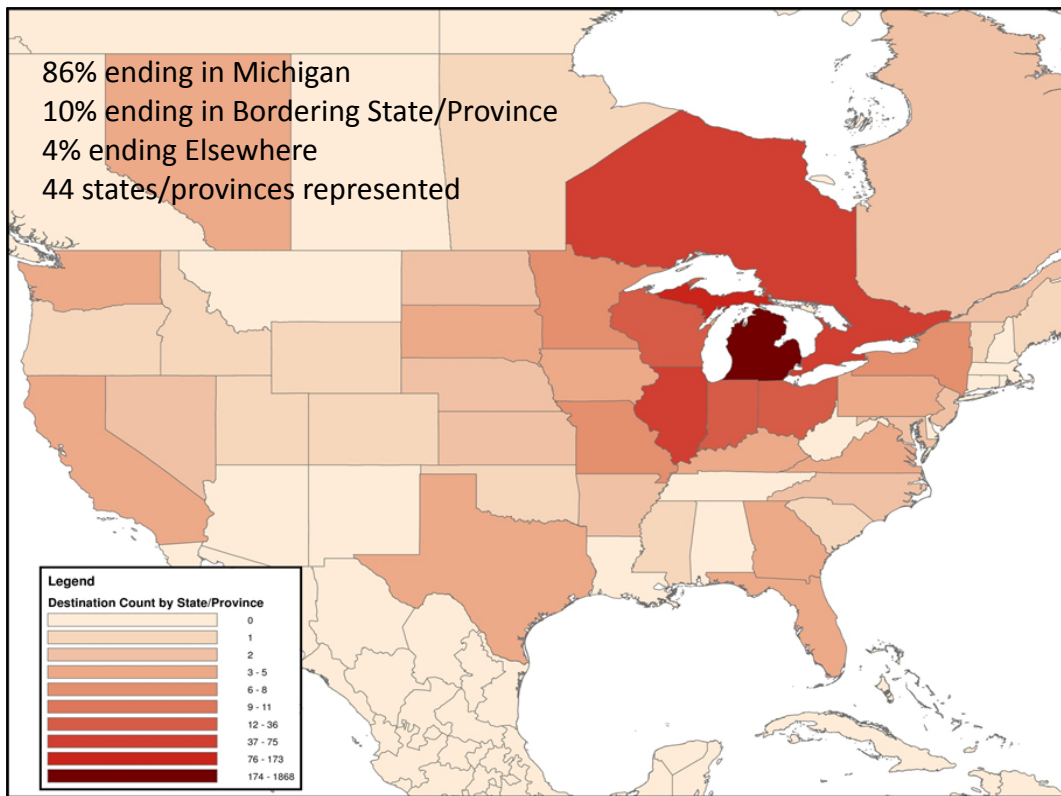 86% ending in Michigan
10% ending in Bordering State/Province
4% ending Elsewhere
44 states/provinces represented
Legend
Destination Count by State/Province
0
1
2
3 - 5
6 - 8
9 - 11
12 - 36
37 - 75
76 - 173
174 - 1868